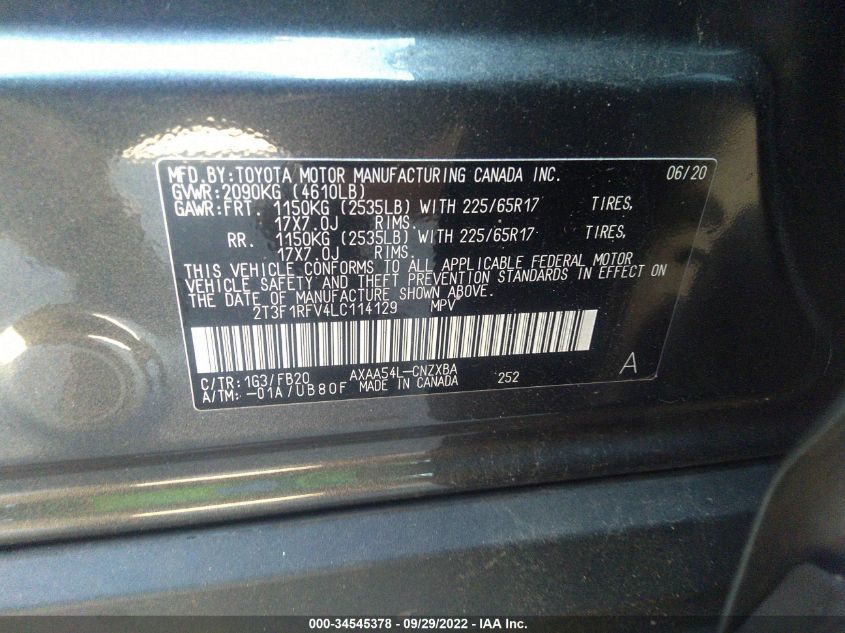 MFD.BY:TOYOTA MOTOR MANUFACTURING CANADA INC. 06/20
GVWR:2090KG (4610LB)
GAWR:FRT. 1150KG (2535LB) WITH 225/65R17 TIRES,
17X7.0J RIMS.
RR. 1150KG (2535LB) WITH 225/65R17 TIRES,
17X7.0J RIMS.
THIS VEHICLE CONFORMS TO ALL APPLICABLE FEDERAL MOTOR
VEHICLE SAFETY AND THEFT PREVENTION STANDARDS IN EFFECT ON
THE DATE OF MANUFACTURE SHOWN ABOVE.
2T3F1RFV4LC114129 MPV
C/TR: 1G3/FB20 AXAA54L-CNZXBA 252 A
A/TM: -01A/UB80F MADE IN CANADA
000-34545378 - 09/29/2022 - IAA Inc.